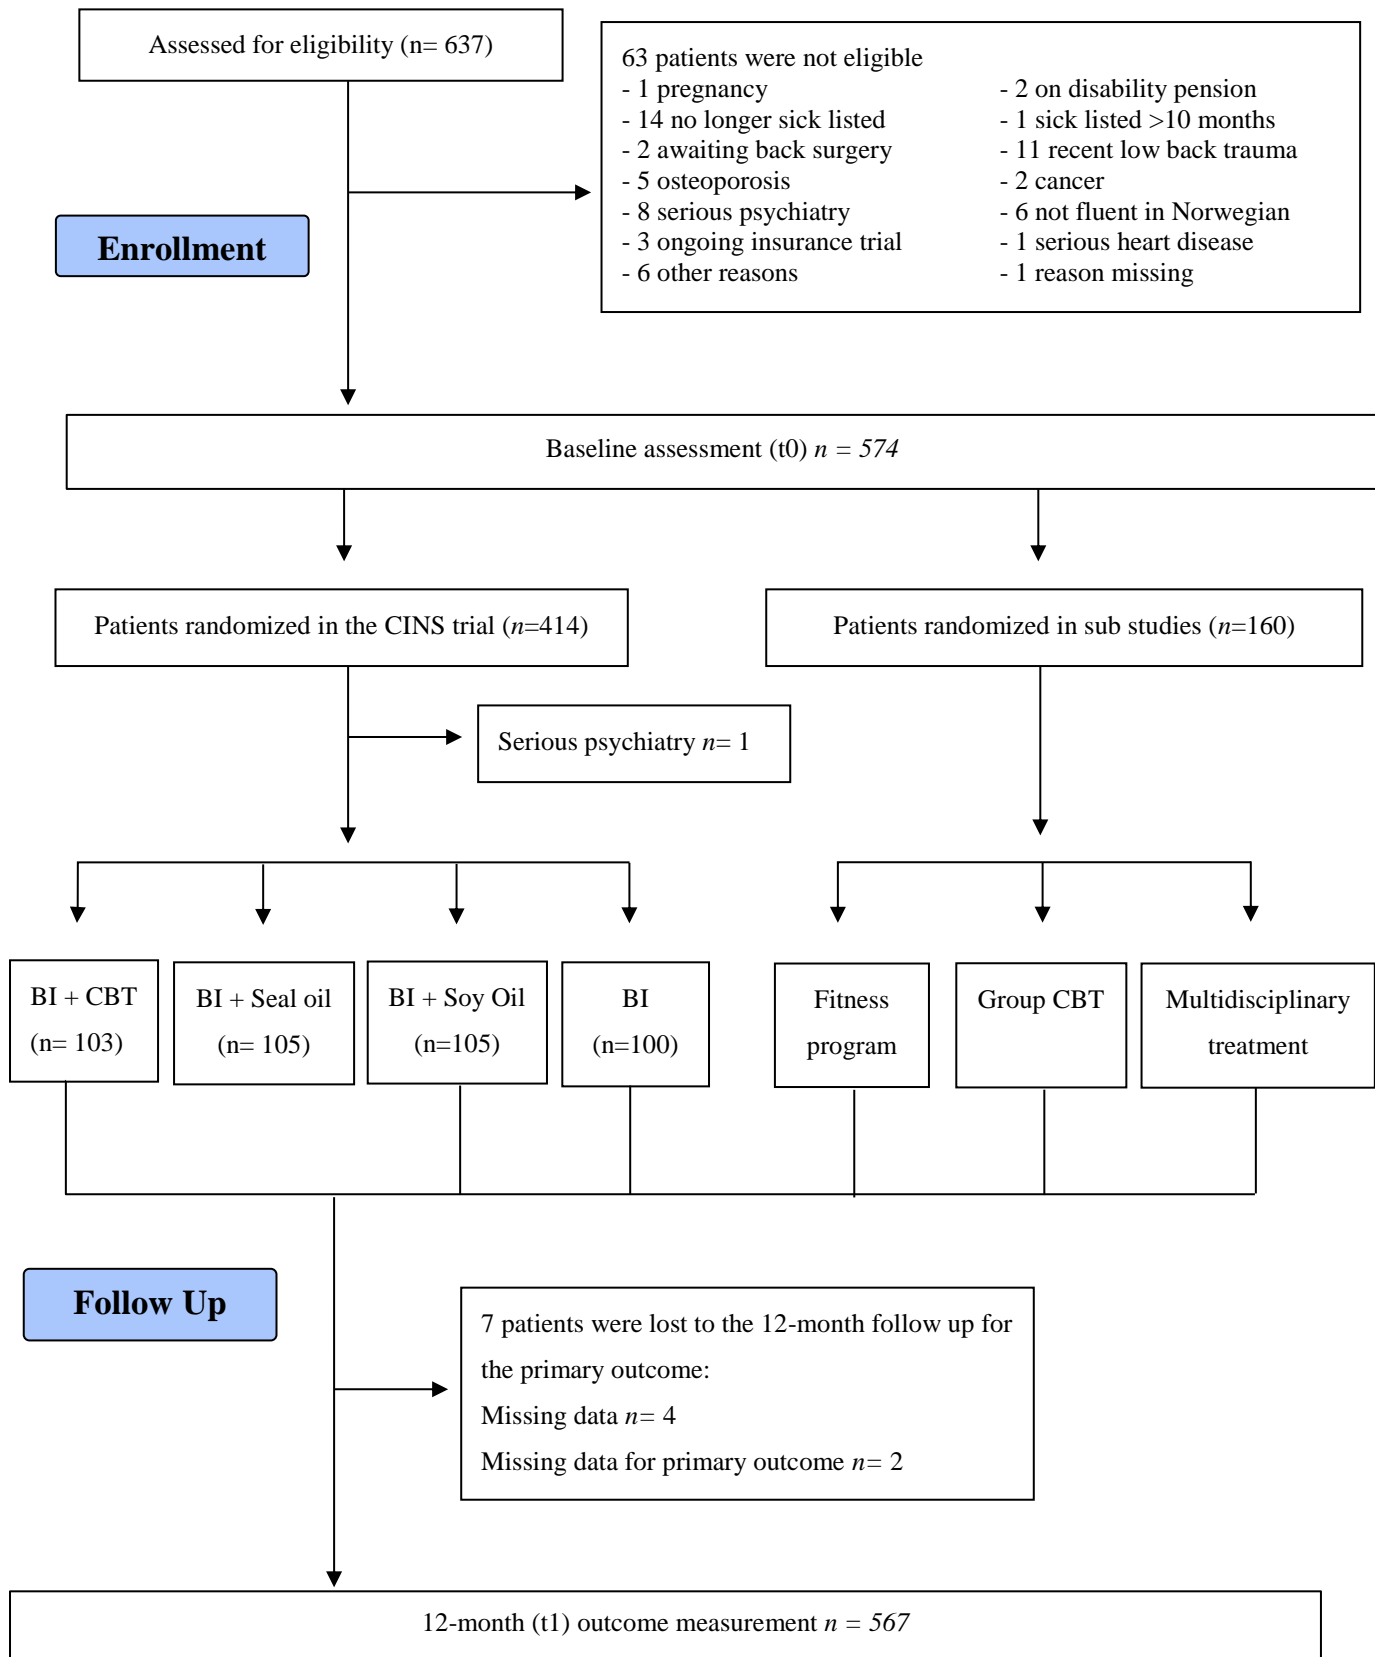 Assessed for eligibility (n= 637)
63 patients were not eligible
- 1 pregnancy
- 14 no longer sick listed
- 2 awaiting back surgery
- 5 osteoporosis
- 8 serious psychiatry
- 3 ongoing insurance trial
- 6 other reasons
- 2 on disability pension
- 1 sick listed >10 months
- 11 recent low back trauma
- 2 cancer
- 6 not fluent in Norwegian
- 1 serious heart disease
- 1 reason missing
Enrollment
Baseline assessment (t0) n = 574
Patients randomized in the CINS trial (n=414)
Patients randomized in sub studies (n=160)
Serious psychiatry n= 1
BI + CBT
(n= 103)
BI + Seal oil
(n= 105)
BI + Soy Oil
(n=105)
BI
(n=100)
Fitness
program
Group CBT
Multidisciplinary
treatment
Follow Up
7 patients were lost to the 12-month follow up for
the primary outcome:
Missing data n= 4
Missing data for primary outcome n= 2
12-month (t1) outcome measurement n = 567